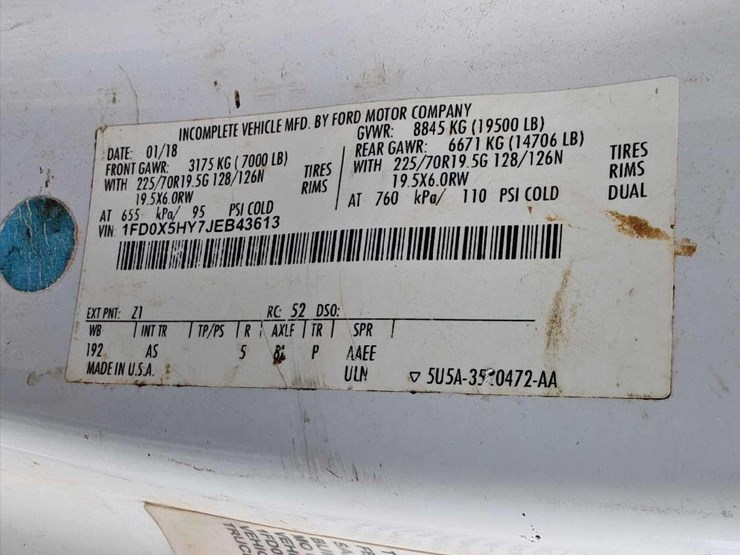 INCOMPLETE VEHICLE MFD. BY FORD MOTOR COMPANY
DATE: 01/18 GVWR: 8845 KG (19500 LB)
FRONT GAWR: 3175 KG (7000 LB) REAR GAWR: 6671 KG (14706 LB)
WITH 225/70R19.5G 128/126N TIRES WITH 225/70R19.5G 128/126N TIRES
19.5X6.0RW RIMS 19.5X6.0RW RIMS
AT 655 kPa/ 95 PSI COLD AT 760 kPa/ 110 PSI COLD DUAL
VIN: 1FD0X5HY7JEB43613
EXT PNT: Z1 RC: 52 DSO:
WB INT TR TP/PS R AXLE TR SPR
192 AS 5 P AAEE
MADE IN U.S.A. ULN